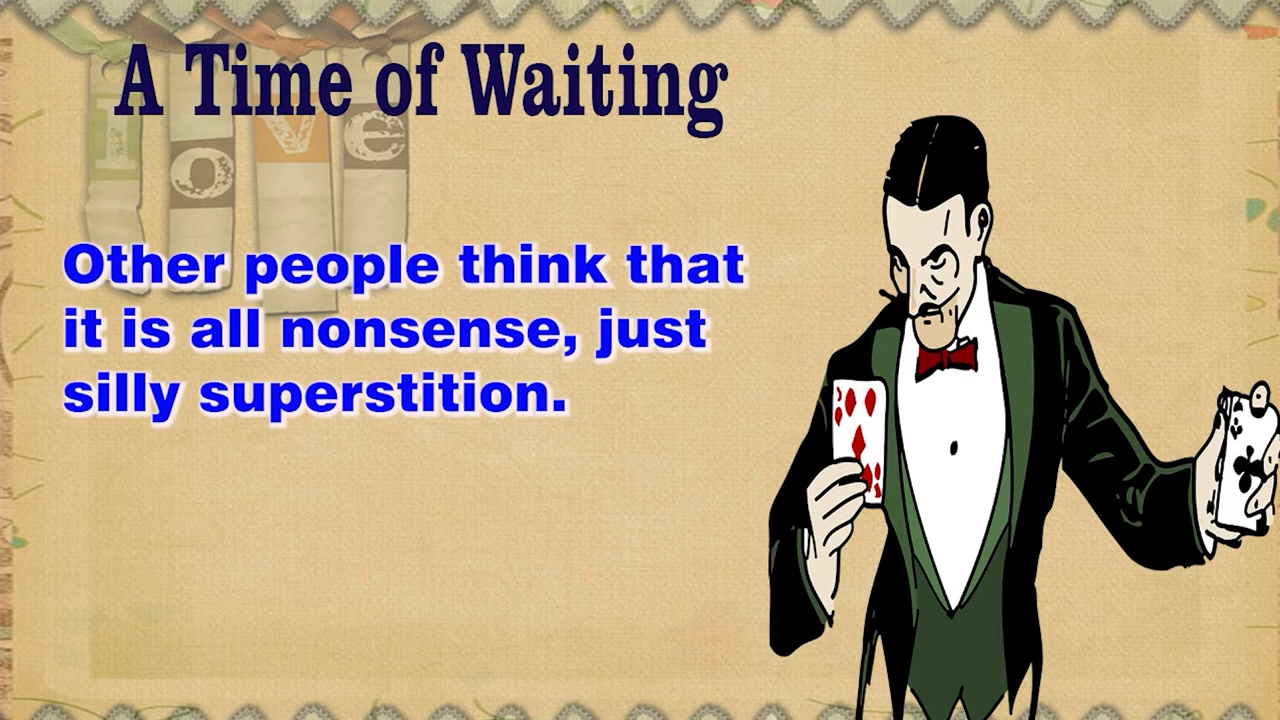 A Time of Waiting
love
Other people think that
it is all nonsense, just
silly superstition.